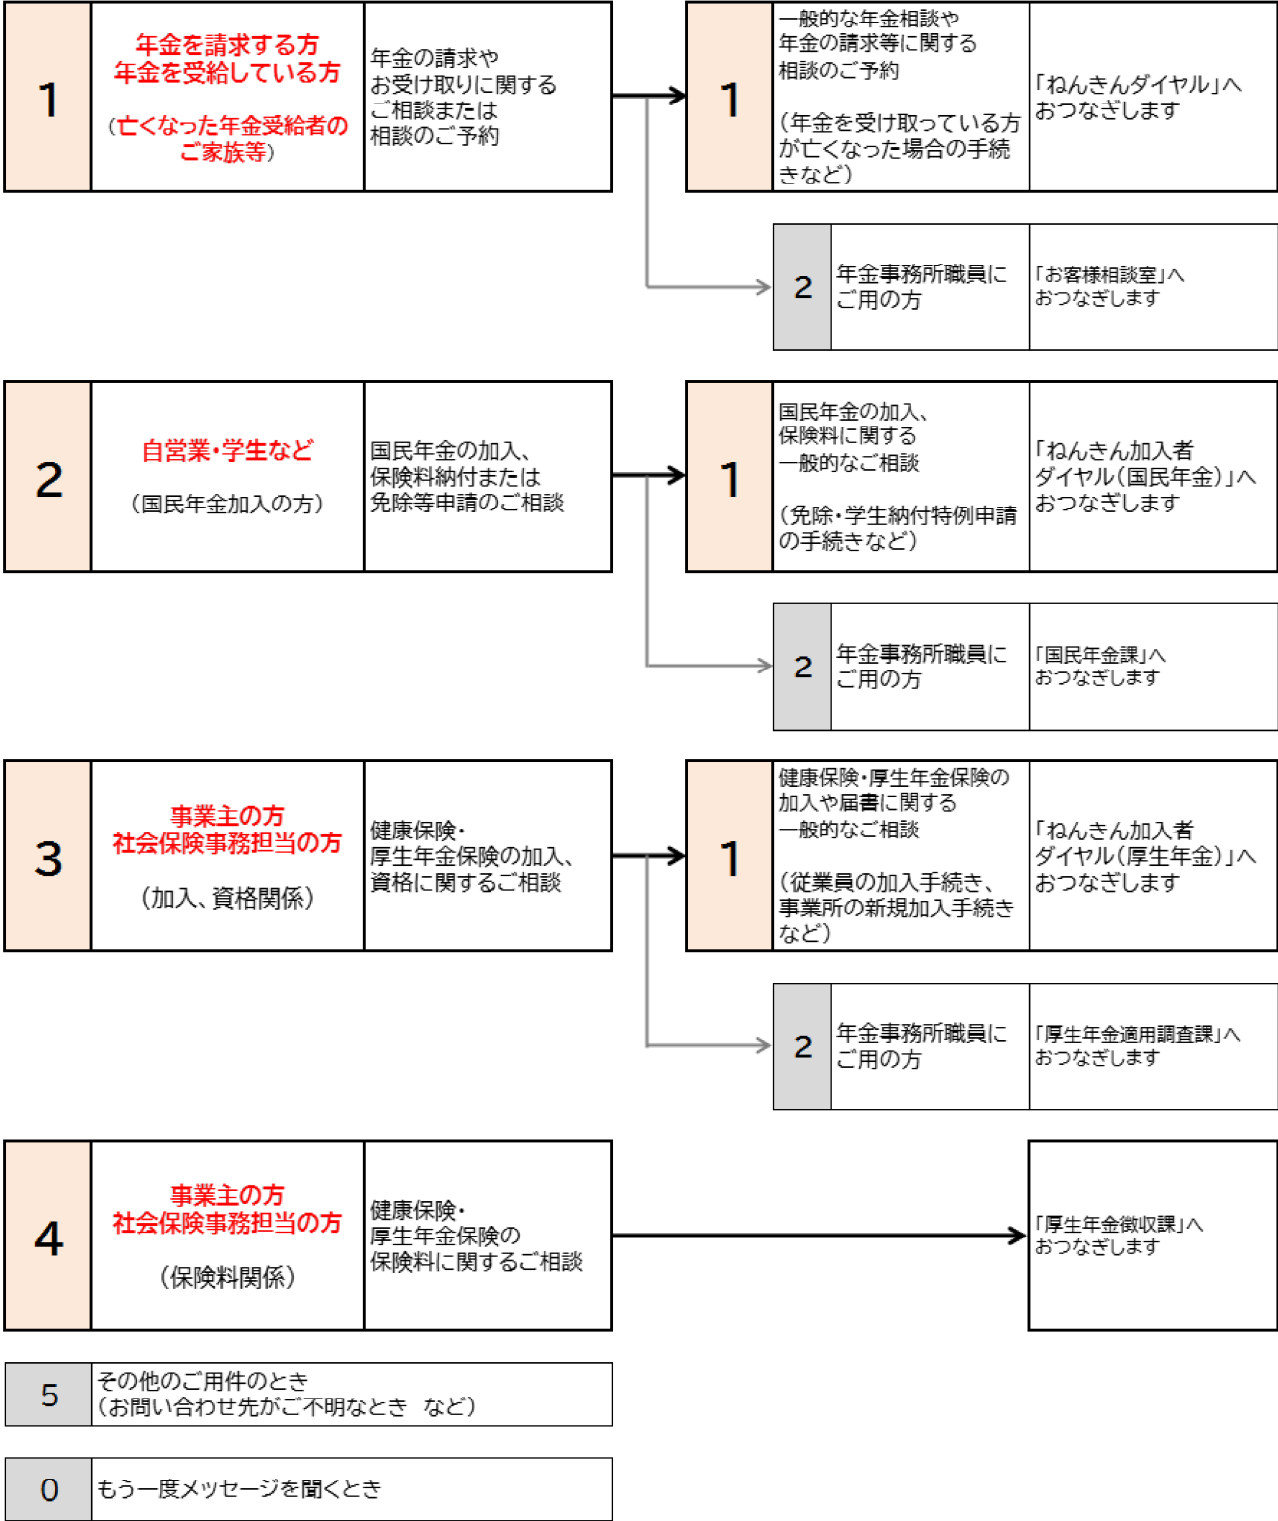 1
年金を請求する方
年金を受給している方
(亡くなった年金受給者の
ご家族等)
年金の請求や
お受け取りに関する
ご相談または
相談のご予約
1
一般的な年金相談や
年金の請求等に関する
相談のご予約
(年金を受け取っている方
が亡くなった場合の手続
きなど)
「ねんきんダイヤル」へ
おつなぎします
2
年金事務所職員に
ご用の方
「お客様相談室」へ
おつなぎします
2
自営業・学生など
(国民年金加入の方)
国民年金の加入、
保険料納付または
免除等申請のご相談
1
国民年金の加入、
保険料に関する
一般的なご相談
(免除・学生納付特例申請
の手続きなど)
「ねんきん加入者
ダイヤル(国民年金)」へ
おつなぎします
2
年金事務所職員に
ご用の方
「国民年金課」へ
おつなぎします
3
事業主の方
社会保険事務担当の方
(加入、資格関係)
健康保険・
厚生年金保険の加入、
資格に関するご相談
1
健康保険・厚生年金保険の
加入や届書に関する
一般的なご相談
(従業員の加入手続き、
事業所の新規加入手続き
など)
「ねんきん加入者
ダイヤル(厚生年金)」へ
おつなぎします
2
年金事務所職員に
ご用の方
「厚生年金適用調査課」へ
おつなぎします
4
事業主の方
社会保険事務担当の方
(保険料関係)
健康保険・
厚生年金保険の
保険料に関するご相談
「厚生年金徴収課」へ
おつなぎします
5
その他のご用件のとき
(お問い合わせ先がご不明なとき など)
0
もう一度メッセージを聞くとき